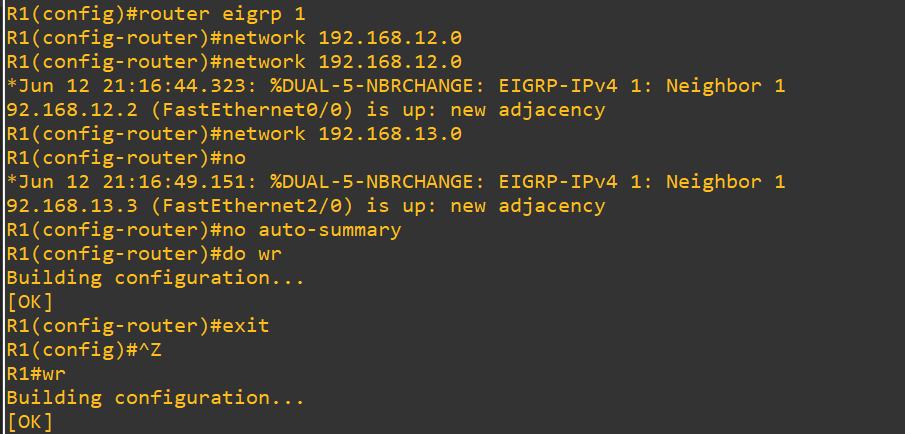 R1(config)#router eigrp 1
R1(config-router)#network 192.168.12.0
R1(config-router)#network 192.168.12.0
*Jun 12 21:16:44.323: %DUAL-5-NBRCHANGE: EIGRP-IPv4 1: Neighbor 1
92.168.12.2 (FastEthernet0/0) is up: new adjacency
R1(config-router)#network 192.168.13.0
R1(config-router)#no
*Jun 12 21:16:49.151: %DUAL-5-NBRCHANGE: EIGRP-IPv4 1: Neighbor 1
92.168.13.3 (FastEthernet2/0) is up: new adjacency
R1(config-router)#no auto-summary
R1(config-router)#do wr
Building configuration...
[OK]
R1(config-router)#exit
R1(config)#^Z
R1#wr
Building configuration...
[OK]